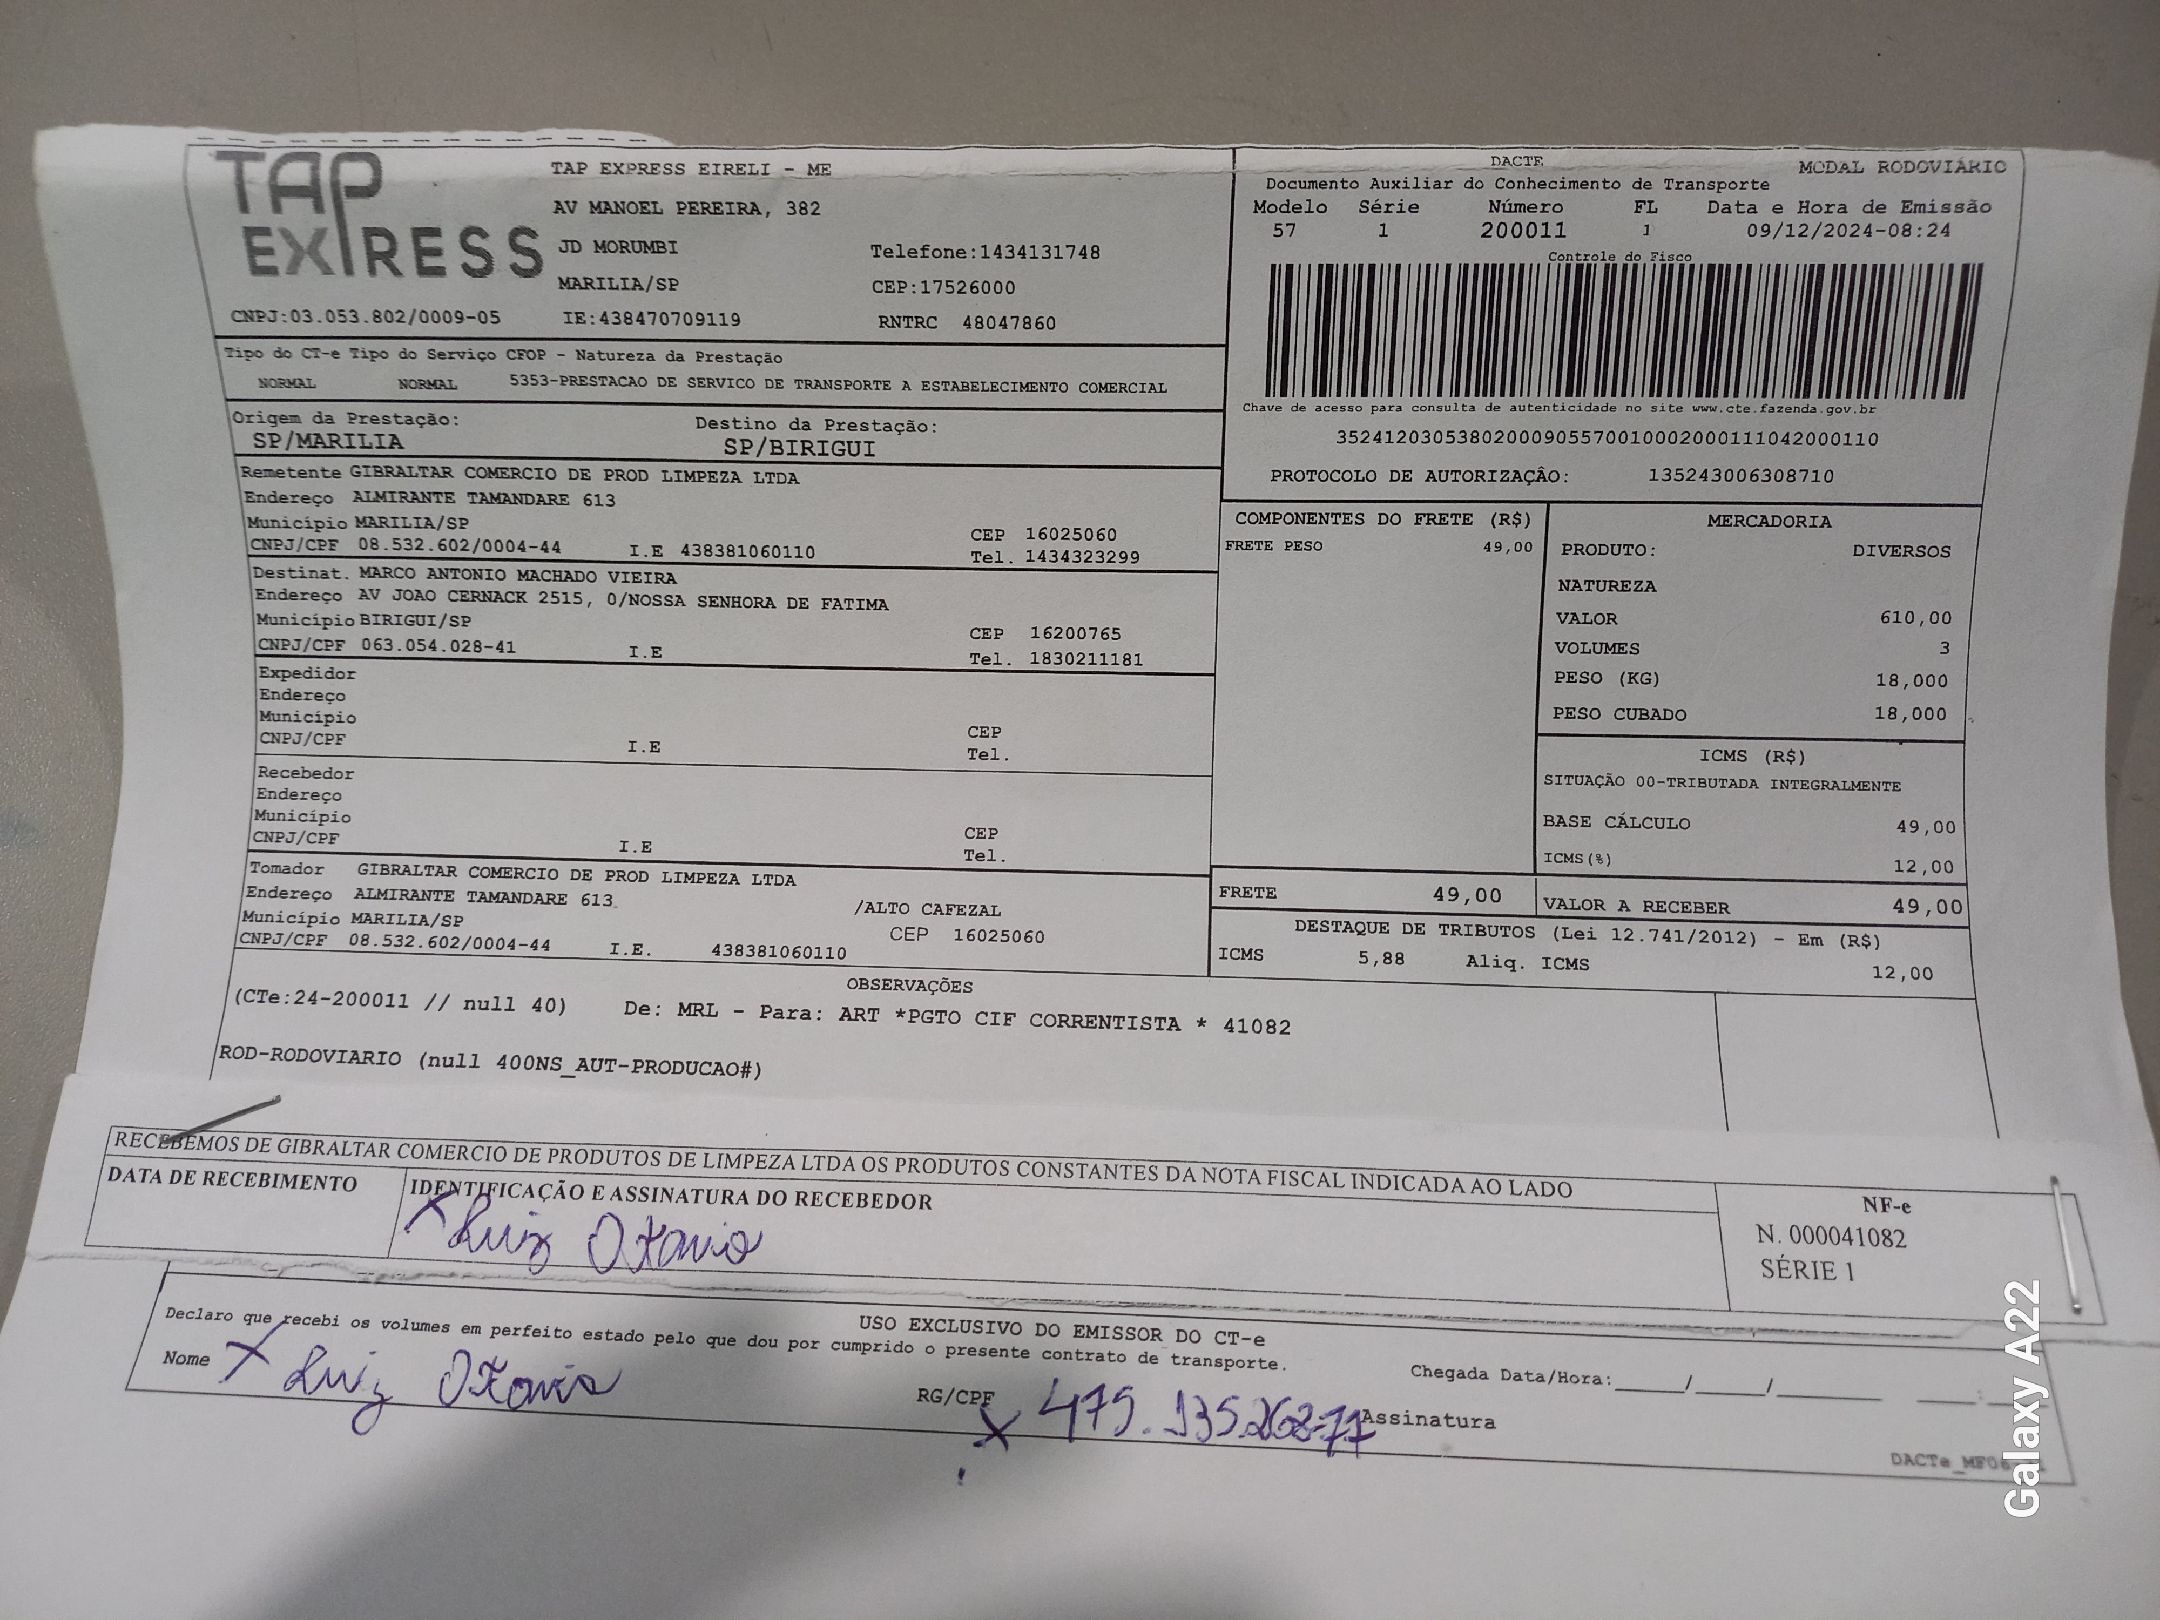 TAP EXPRESS
TAP EXPRESS EIRELI - ME
AV MANOEL PEREIRA, 382
JD MORUMBI Telefone:1434131748
MARILIA/SP CEP:17526000
CNPJ:03.053.802/0009-05 IE:438470709119 RNTRC 48047860
DACTE MODAL RODOVIÁRIO
Documento Auxiliar do Conhecimento de Transporte
Modelo Série Número FL Data e Hora de Emissão
57 1 200011 1 09/12/2024-08:24
Controle do Fisco
Chave de acesso para consulta de autenticidade no site www.cte.fazenda.gov.br
35241203053802000905570010002000111042000110
PROTOCOLO DE AUTORIZAÇÃO: 135243006308710
Tipo do CT-e Tipo do Serviço CFOP - Natureza da Prestação
NORMAL NORMAL 5353-PRESTACAO DE SERVICO DE TRANSPORTE A ESTABELECIMENTO COMERCIAL
Origem da Prestação: Destino da Prestação:
SP/MARILIA SP/BIRIGUI
Remetente GIBRALTAR COMERCIO DE PROD LIMPEZA LTDA
Endereço ALMIRANTE TAMANDARE 613
Município MARILIA/SP CEP 16025060
CNPJ/CPF 08.532.602/0004-44 I.E 438381060110 Tel. 1434323299
Destinat. MARCO ANTONIO MACHADO VIEIRA
Endereço AV JOAO CERNACK 2515, 0/NOSSA SENHORA DE FATIMA
Município BIRIGUI/SP CEP 16200765
CNPJ/CPF 063.054.028-41 I.E Tel. 1830211181
Expedidor
Endereço
Município CEP
CNPJ/CPF I.E Tel.
Recebedor
Endereço
Município CEP
CNPJ/CPF I.E Tel.
Tomador GIBRALTAR COMERCIO DE PROD LIMPEZA LTDA
Endereço ALMIRANTE TAMANDARE 613 /ALTO CAFEZAL
Município MARILIA/SP CEP 16025060
CNPJ/CPF 08.532.602/0004-44 I.E. 438381060110
COMPONENTES DO FRETE (R$)
FRETE PESO 49,00
MERCADORIA
PRODUTO: DIVERSOS
NATUREZA
VALOR 610,00
VOLUMES 3
PESO (KG) 18,000
PESO CUBADO 18,000
ICMS (R$)
SITUAÇÃO 00-TRIBUTADA INTEGRALMENTE
BASE CÁLCULO 49,00
ICMS(%) 12,00
FRETE 49,00 VALOR A RECEBER 49,00
DESTAQUE DE TRIBUTOS (Lei 12.741/2012) - Em (R$)
ICMS 5,88 Aliq. ICMS 12,00
OBSERVAÇÕES
(CTe:24-200011 // null 40) De: MRL - Para: ART *PGTO CIF CORRENTISTA * 41082
ROD-RODOVIARIO (null 400NS_AUT-PRODUCAO#)
RECEBEMOS DE GIBRALTAR COMERCIO DE PRODUTOS DE LIMPEZA LTDA OS PRODUTOS CONSTANTES DA NOTA FISCAL INDICADA AO LADO
DATA DE RECEBIMENTO IDENTIFICAÇÃO E ASSINATURA DO RECEBEDOR
X Luiz Otavio
NF-e
N. 000041082
SÉRIE 1
USO EXCLUSIVO DO EMISSOR DO CT-e
Declaro que recebi os volumes em perfeito estado pelo que dou por cumprido o presente contrato de transporte.
Nome X Luiz Otavio RG/CPF X 475.135.268-77 Assinatura
Chegada Data/Hora:_____/_____/________ ____:____
Galaxy A22